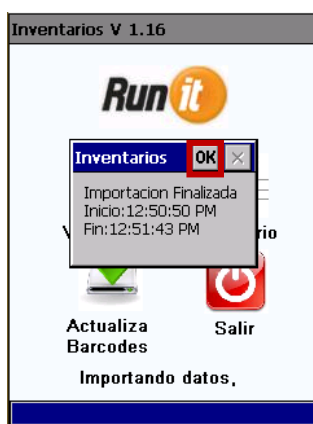 Inventarios V 1.16
Run it
Inventarios OK
Importacion Finalizada
Inicio:12:50:50 PM
Fin:12:51:43 PM
V
rio
Actualiza
Barcodes
Salir
Importando datos,